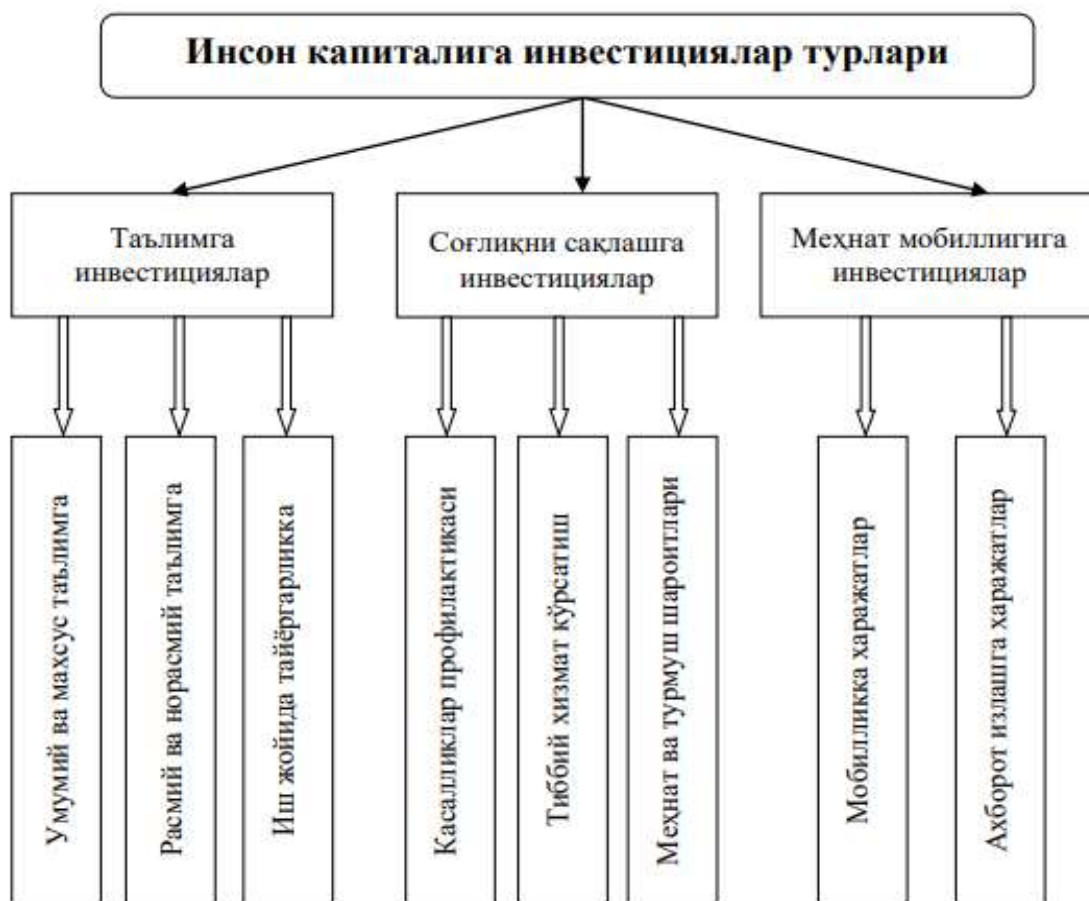 Инсон капиталига инвестициялар турлари
Таълимга
инвестициялар
Соғлиқни сақлашга
инвестициялар
Меҳнат мобиллигига
инвестициялар
Умумий ва махсус таълимга
Расмий ва норасмий таълимга
Иш жойида тайёргарликка
Касалликлар профилактикаси
Тиббий хизмат кўрсатиш
Меҳнат ва турмуш шароитлари
Мобилликка харажатлар
Ахборот излашга харажатлар